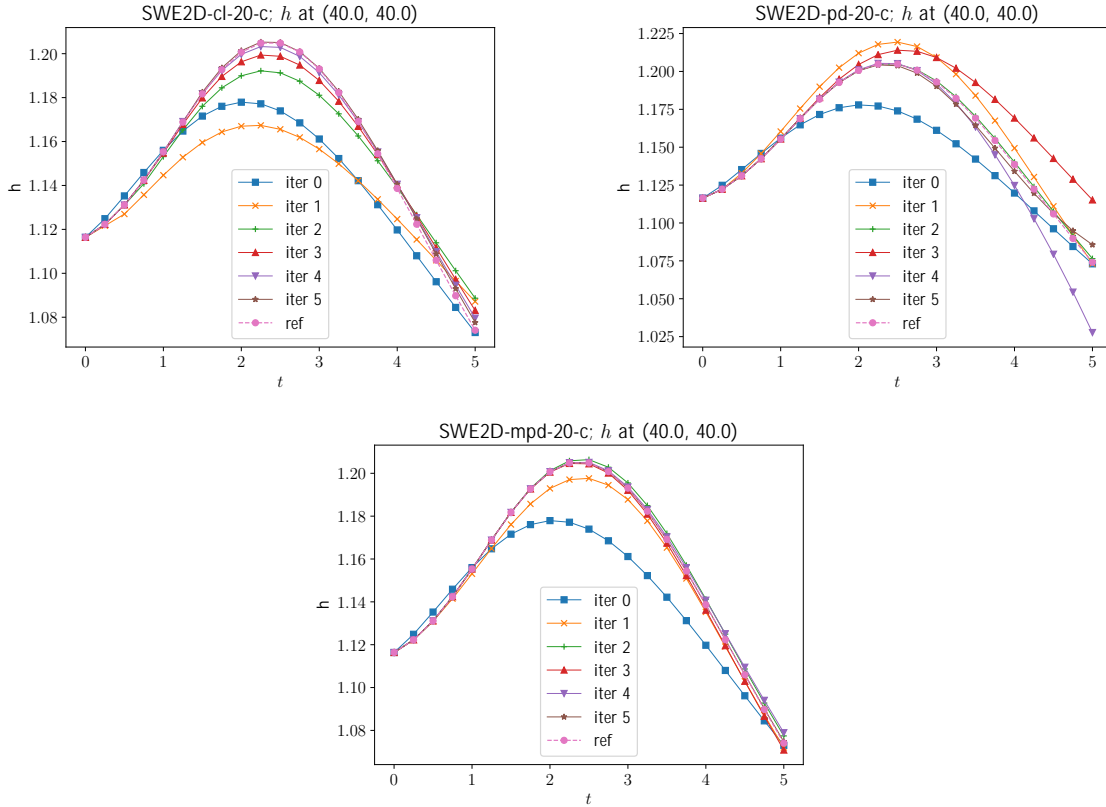 SWE2D-cl-20-c; h at (40.0, 40.0)
1.20
1.18
1.16
1.14
1.12
1.10
1.08
h
iter 0
iter 1
iter 2
iter 3
iter 4
iter 5
ref
0 1 2 3 4 5
t
SWE2D-pd-20-c; h at (40.0, 40.0)
1.225
1.200
1.175
1.150
1.125
1.100
1.075
1.050
1.025
h
iter 0
iter 1
iter 2
iter 3
iter 4
iter 5
ref
0 1 2 3 4 5
t
SWE2D-mpd-20-c; h at (40.0, 40.0)
1.20
1.18
1.16
1.14
1.12
1.10
1.08
h
iter 0
iter 1
iter 2
iter 3
iter 4
iter 5
ref
0 1 2 3 4 5
t